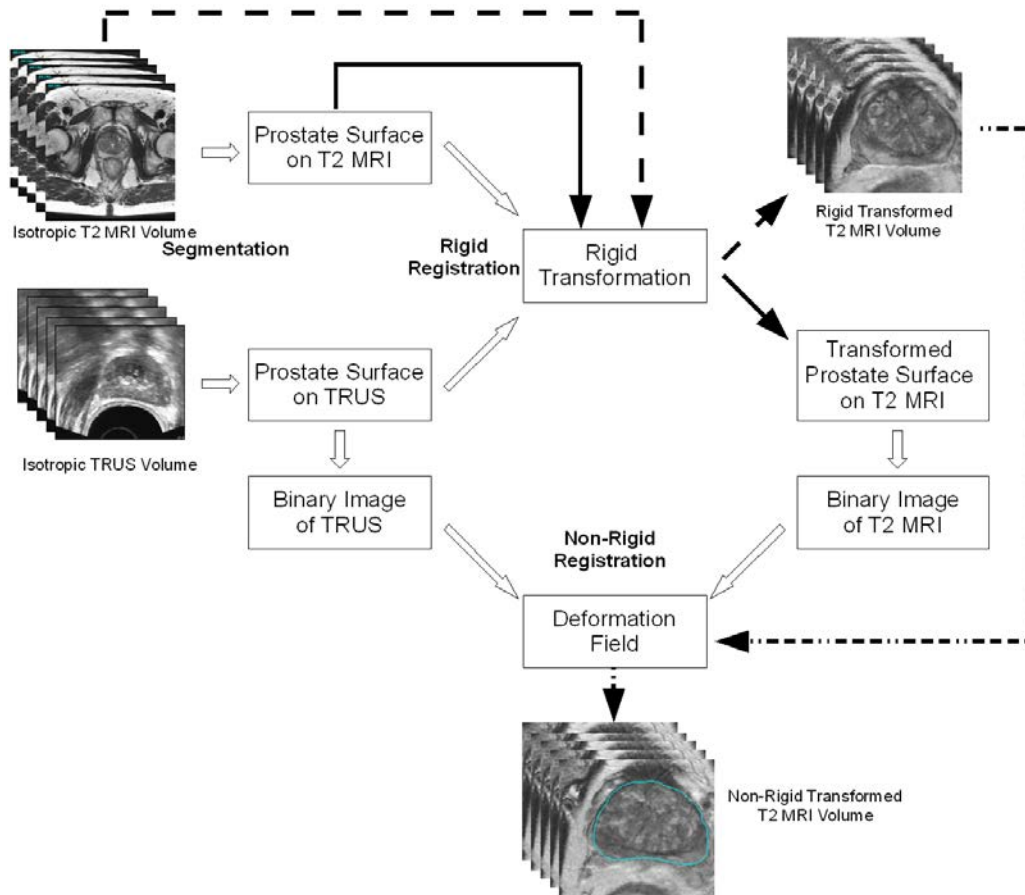 Prostate Surface
on T2 MRI
Isotropic T2 MRI Volume
Segmentation
Rigid
Registration
Rigid
Transformation
Rigid Transformed
T2 MRI Volume
Prostate Surface
on TRUS
Isotropic TRUS Volume
Transformed
Prostate Surface
on T2 MRI
Binary Image
of TRUS
Binary Image
of T2 MRI
Non-Rigid
Registration
Deformation
Field
Non-Rigid Transformed
T2 MRI Volume